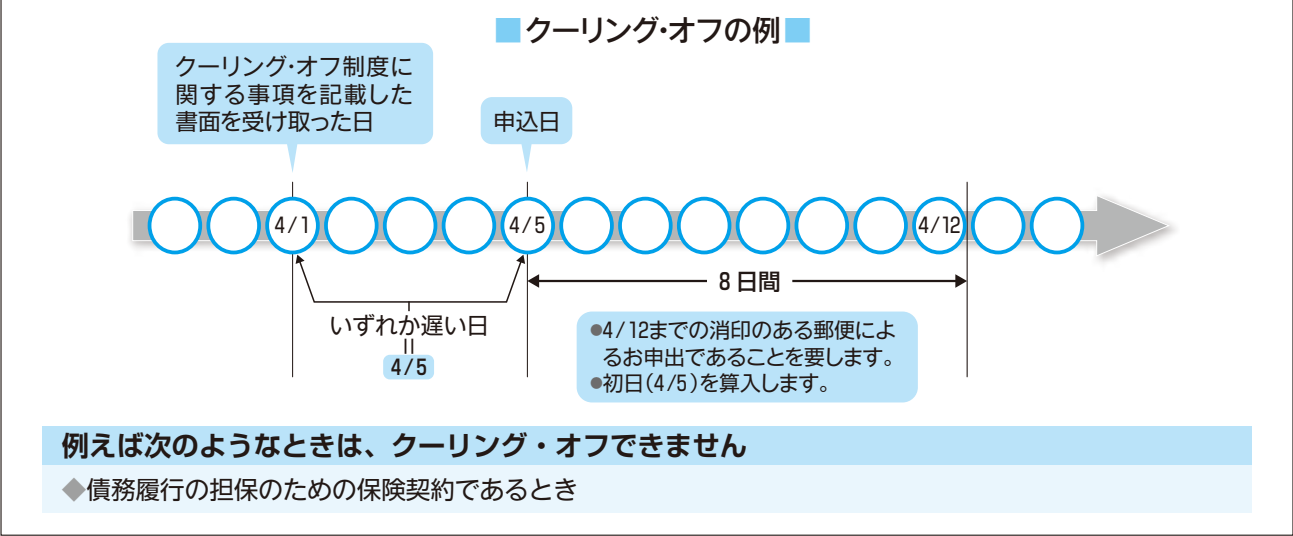 ■クーリング・オフの例■
クーリング・オフ制度に
関する事項を記載した
書面を受け取った日
申込日
4/1
4/5
4/12
8日間
いずれか遅い日
=
4/5
●4/12までの消印のある郵便によ
るお申出であることを要します。
●初日(4/5)を算入します。
例えば次のようなときは、クーリング・オフできません
◆債務履行の担保のための保険契約であるとき